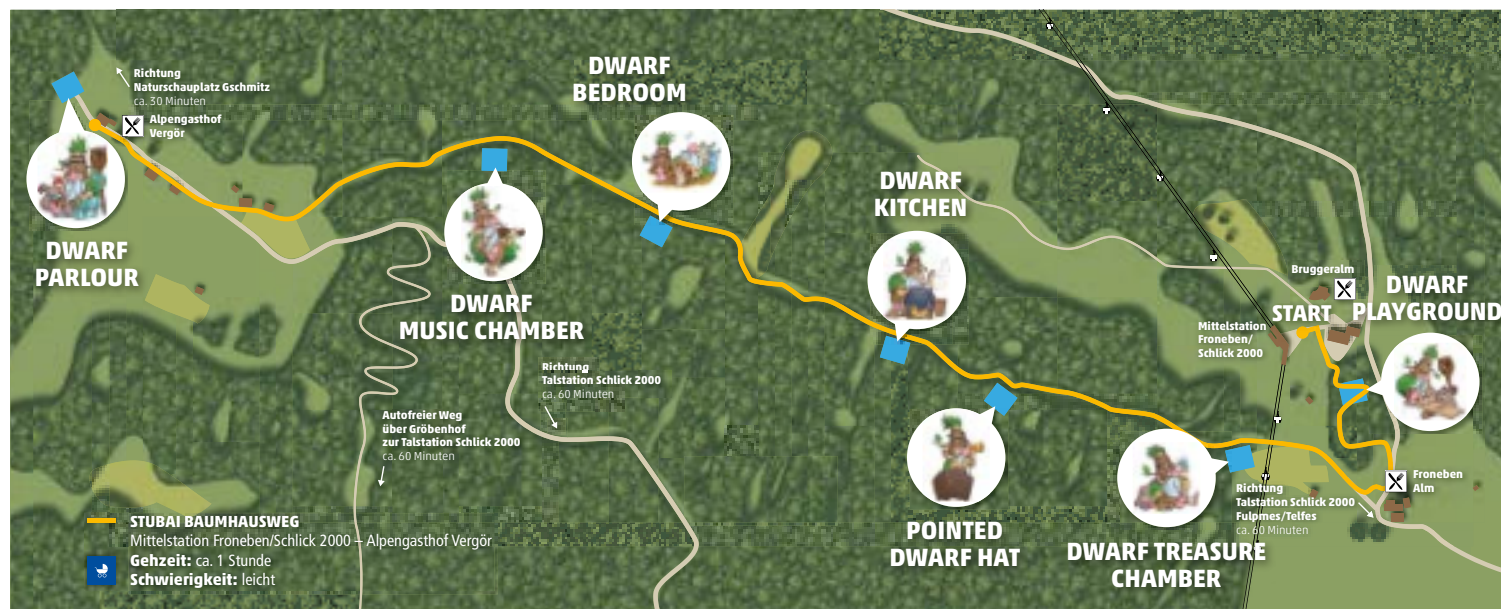 Richtung
Naturschauplatz Gschmitz
ca. 30 Minuten
Alpengasthof
Vergör
DWARF
PARLOUR
DWARF
MUSIC CHAMBER
DWARF
BEDROOM
DWARF
KITCHEN
POINTED
DWARF HAT
DWARF TREASURE
CHAMBER
Bruggeralm
START
DWARF
PLAYGROUND
Mittelstation
Froneben/
Schlick 2000
Froneben
Alm
Richtung
Talstation Schlick 2000
Fulpmes/Telfes
ca. 60 Minuten
Richtung
Talstation Schlick 2000
ca. 60 Minuten
Autofreier Weg
über Gröbenhof
zur Talstation Schlick 2000
ca. 60 Minuten
STUBAI BAUMHAUSWEG
Mittelstation Froneben/Schlick 2000 – Alpengasthof Vergör
Gehzeit: ca. 1 Stunde
Schwierigkeit: leicht